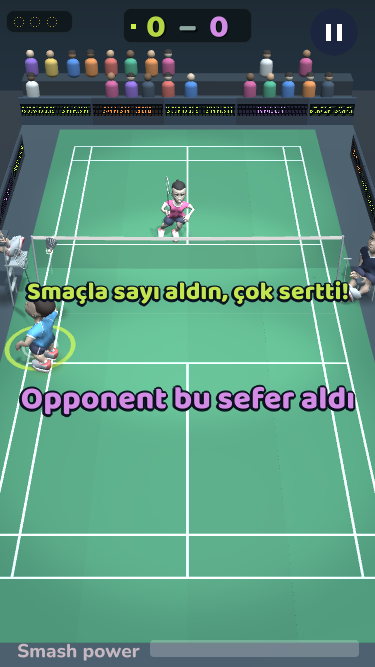 0 – 0
Smaçla sayı aldın, çok sertti!
Opponent bu sefer aldı
Smash power